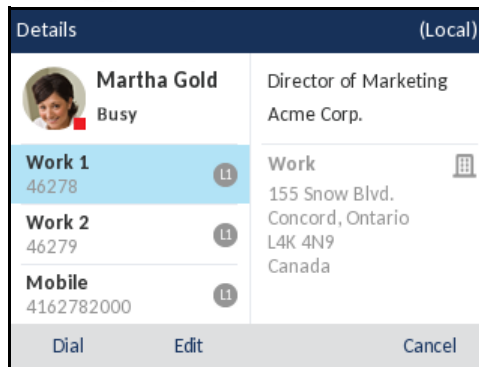 Details (Local)
Martha Gold
Busy
Work 1
46278
L1
Work 2
46279
L1
Mobile
4162782000
L1
Director of Marketing
Acme Corp.
Work
155 Snow Blvd.
Concord, Ontario
L4K 4N9
Canada
Dial Edit Cancel